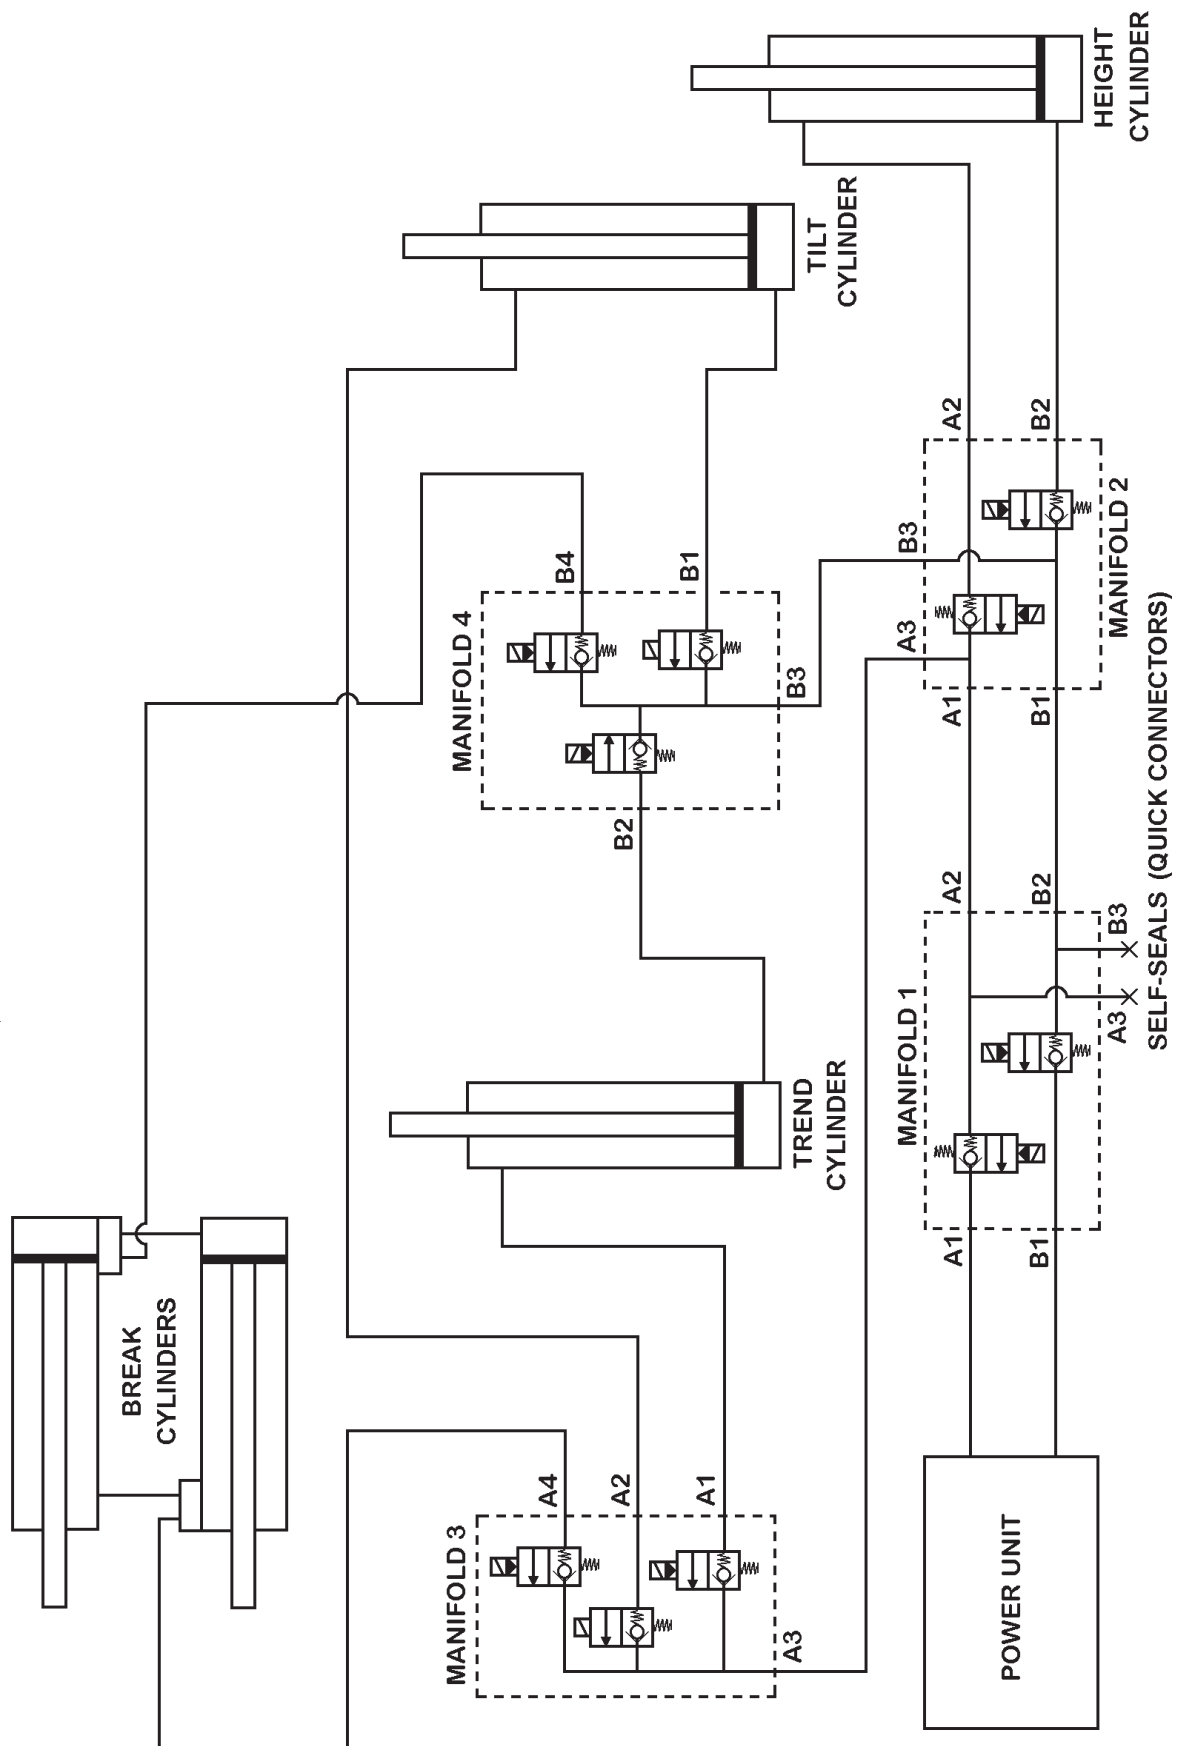 HEIGHT
CYLINDER
TILT
CYLINDER
A2
B2
MANIFOLD 2
B3
A3
A1
B1
B4
B1
MANIFOLD 4
B3
B2
SELF-SEALS (QUICK CONNECTORS)
A2
B2
B3
A3
MANIFOLD 1
A1
B1
TREND
CYLINDER
BREAK
CYLINDERS
A4
A2
A1
MANIFOLD 3
A3
POWER UNIT